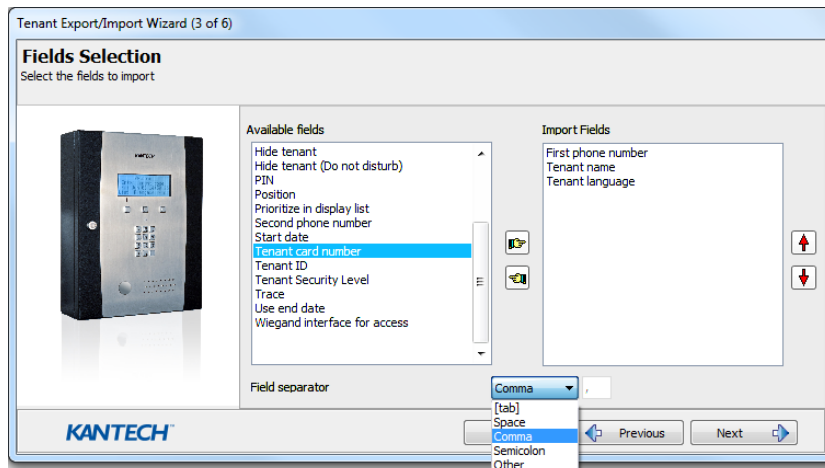 Tenant Export/Import Wizard (3 of 6)
Fields Selection
Select the fields to import
Available fields
Hide tenant
Hide tenant (Do not disturb)
PIN
Position
Prioritize in display list
Second phone number
Start date
Tenant card number
Tenant ID
Tenant Security Level
Trace
Use end date
Wiegand interface for access
Import Fields
First phone number
Tenant name
Tenant language
Field separator
Comma
,
[tab]
Space
Comma
Semicolon
Other
KANTECH
Previous
Next